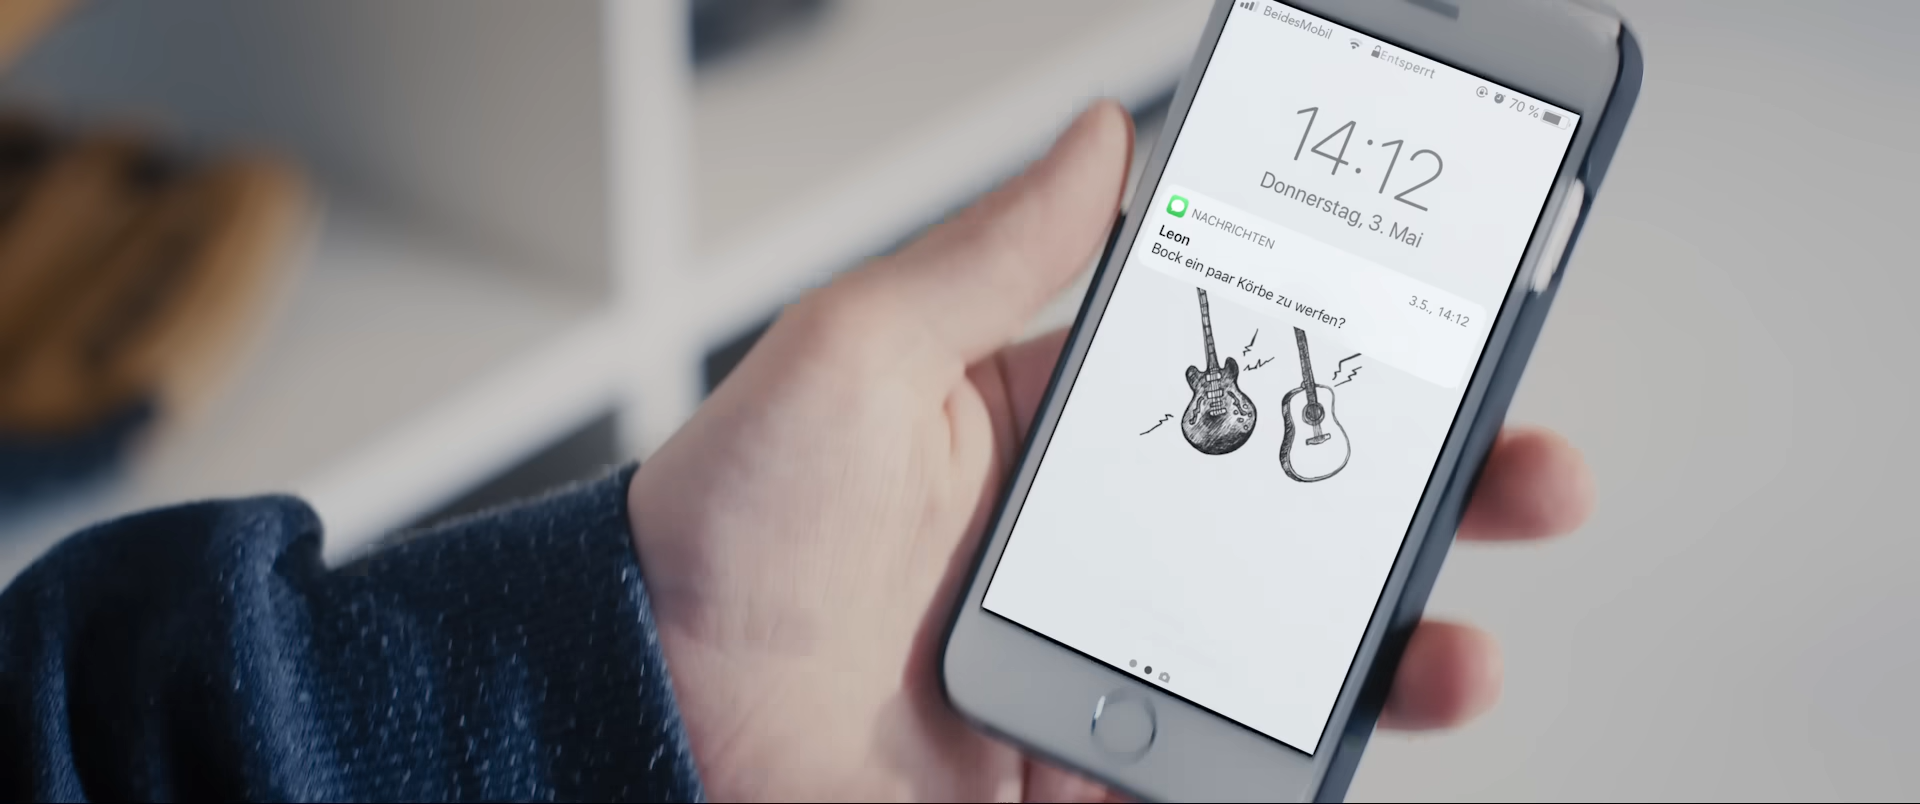 BeidesMobil Entsperrt 70 %
14:12
Donnerstag, 3. Mai
NACHRICHTEN 3.5., 14:12
Leon
Bock ein paar Körbe zu werfen?